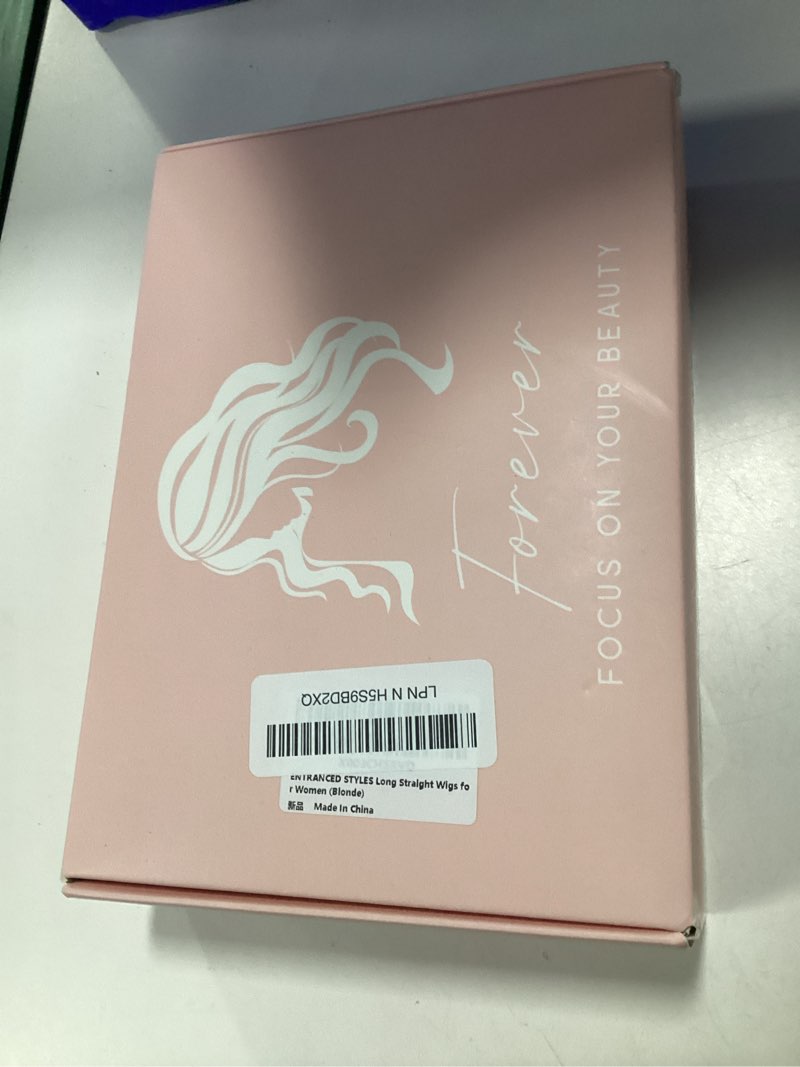 Forever
FOCUS ON YOUR BEAUTY
LPN N H5S9BD2XQ
ENTRANCED STYLES Long Straight Wigs fo
r Women (Blonde)
新品 Made In China